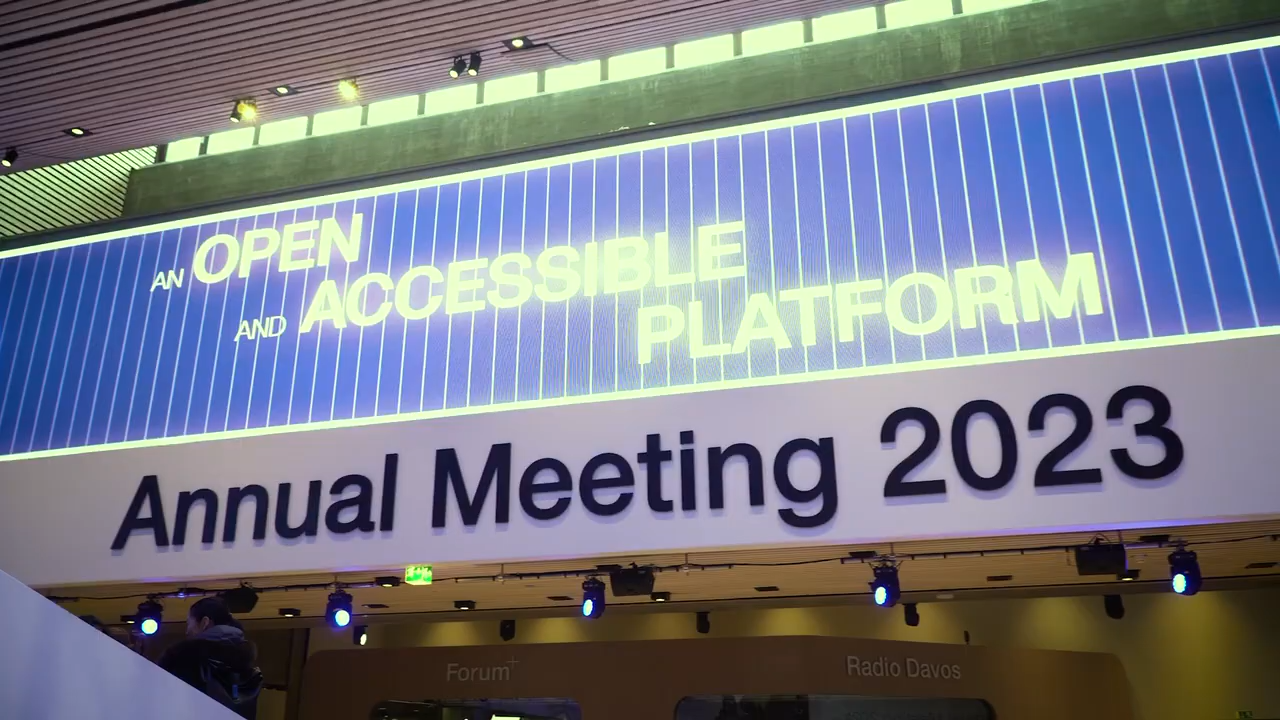 AN OPEN
AND ACCESSIBLE
PLATFORM
Annual Meeting 2023
Forum+
Radio Davos